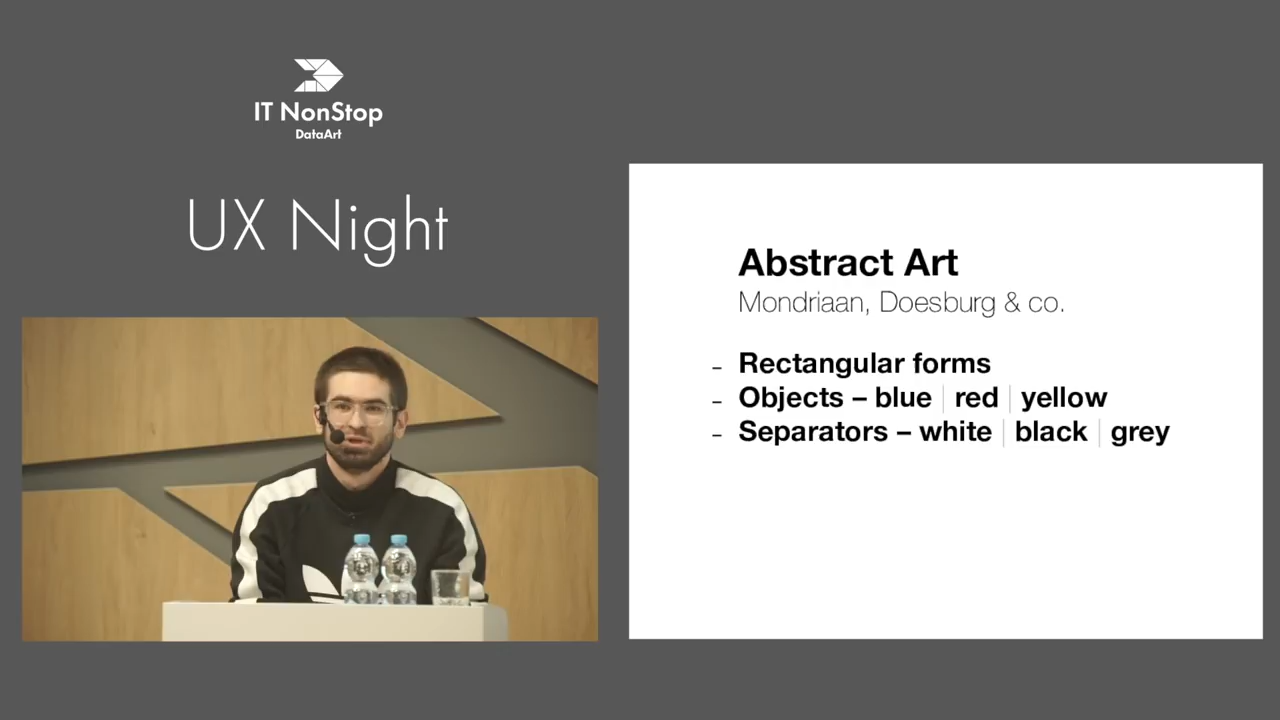 IT NonStop
DataArt
UX Night
Abstract Art
Mondriaan, Doesburg & co.
- Rectangular forms
- Objects – blue | red | yellow
- Separators – white | black | grey